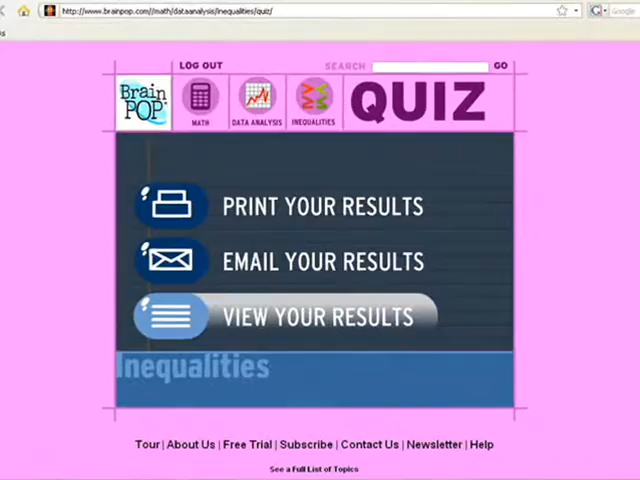 http://www.brainpop.com//math/dataanalysis/inequalities/quiz/
Google
LOG OUT
SEARCH
GO
Brain
POP
MATH
DATA ANALYSIS
INEQUALITIES
QUIZ
PRINT YOUR RESULTS
EMAIL YOUR RESULTS
VIEW YOUR RESULTS
Inequalities
Tour | About Us | Free Trial | Subscribe | Contact Us | Newsletter | Help
See a Full List of Topics